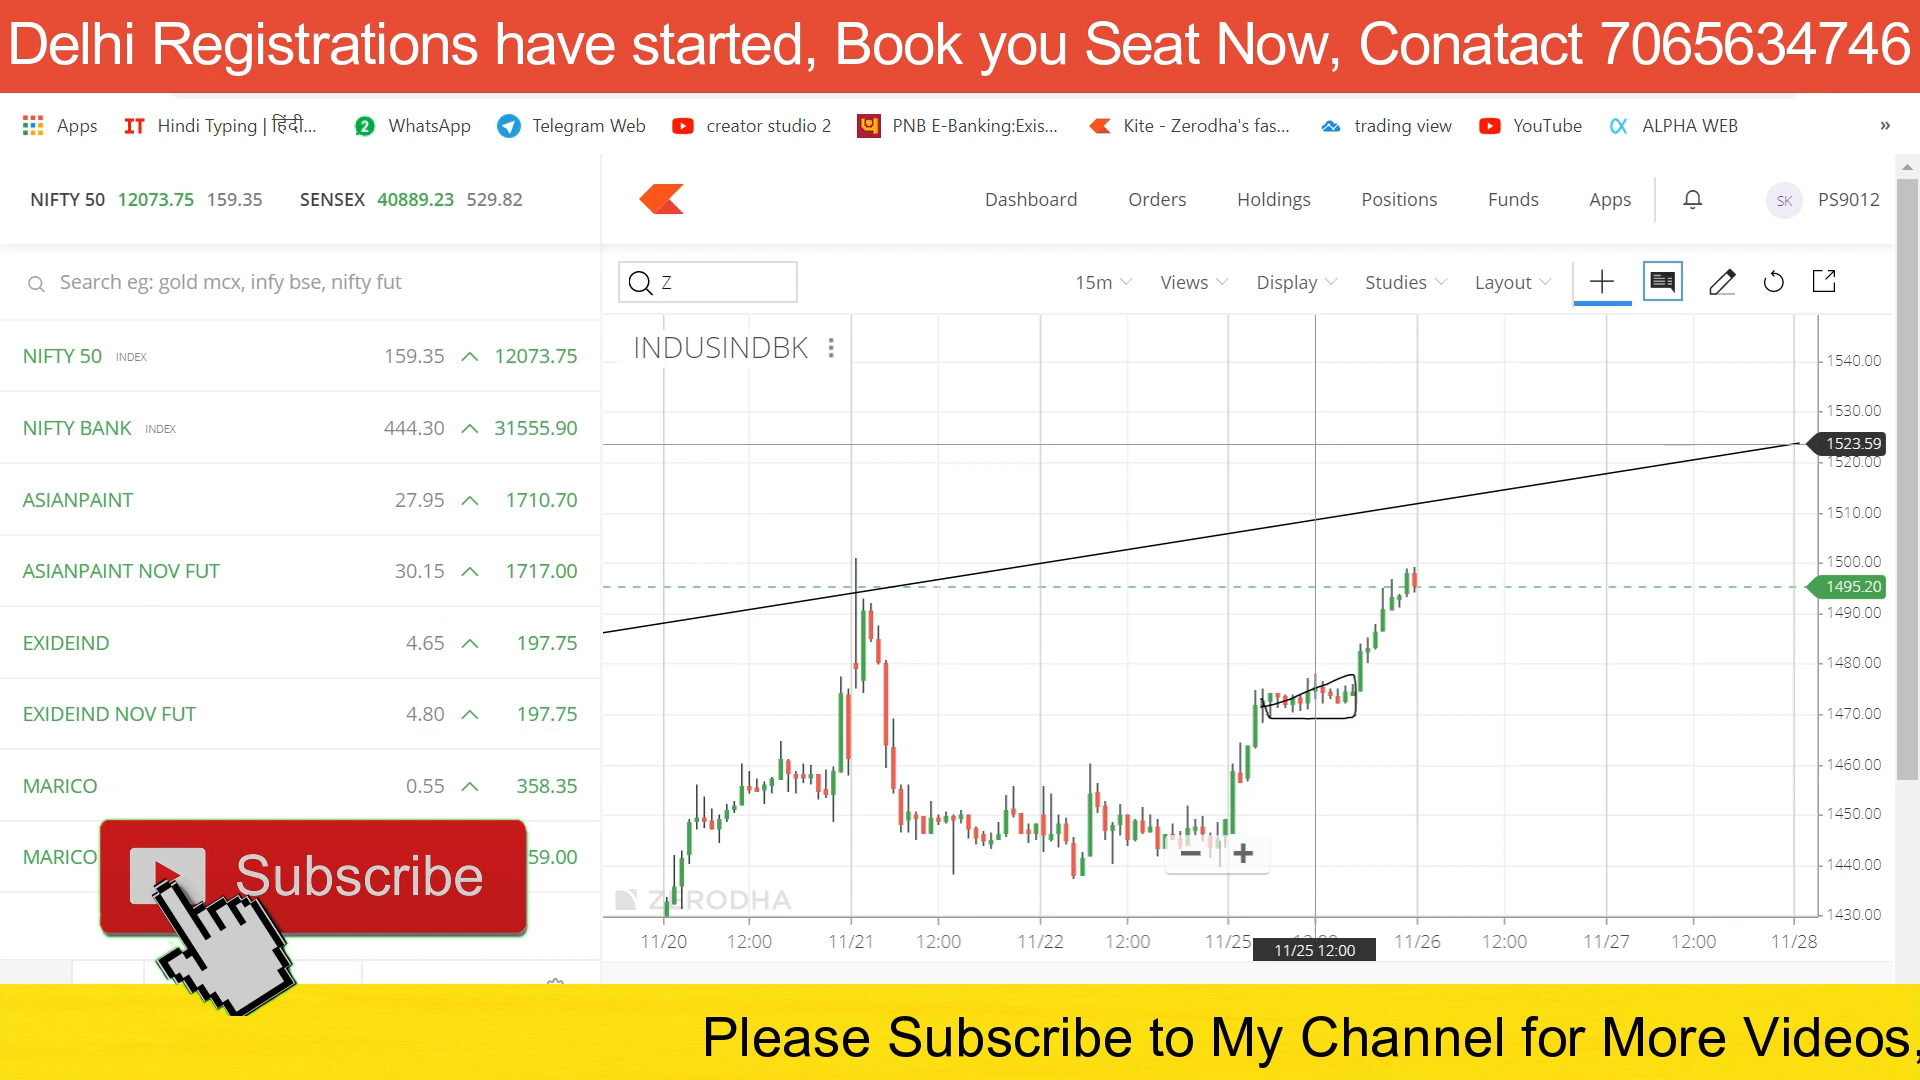 Delhi Registrations have started, Book you Seat Now, Conatact 7065634746
Apps
IT Hindi Typing | हिंदी...
2 WhatsApp
Telegram Web
creator studio 2
PNB E-Banking:Exis...
Kite - Zerodha's fas...
trading view
YouTube
ALPHA WEB
»
NIFTY 50 12073.75 159.35 SENSEX 40889.23 529.82
Dashboard Orders Holdings Positions Funds Apps SK PS9012
Search eg: gold mcx, infy bse, nifty fut
Z
15m Views Display Studies Layout
NIFTY 50 INDEX 159.35 12073.75
NIFTY BANK INDEX 444.30 31555.90
ASIANPAINT 27.95 1710.70
ASIANPAINT NOV FUT 30.15 1717.00
EXIDEIND 4.65 197.75
EXIDEIND NOV FUT 4.80 197.75
MARICO 0.55 358.35
MARICO 59.00
Subscribe
INDUSINDBK
1540.00
1530.00
1523.59
1520.00
1510.00
1500.00
1495.20
1490.00
1480.00
1470.00
1460.00
1450.00
1440.00
1430.00
ZERODHA
11/20 12:00 11/21 12:00 11/22 12:00 11/25 11/26 12:00 11/27 12:00 11/28
11/25 12:00
Please Subscribe to My Channel for More Videos,